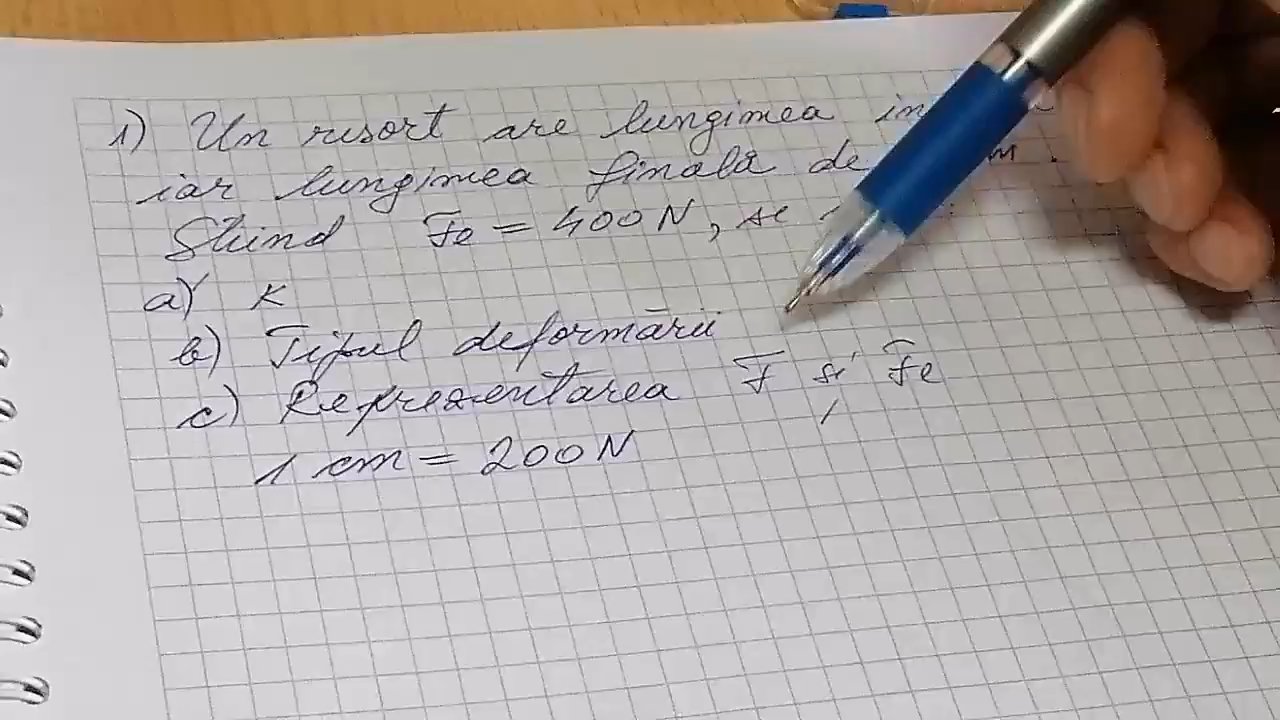 1) Un resort are lungimea
iar lungimea finală de
Știind Fe = 400 N, se
a) K
b) Tipul deformării
c) Reprezentarea F și Fe
1 cm = 200 N